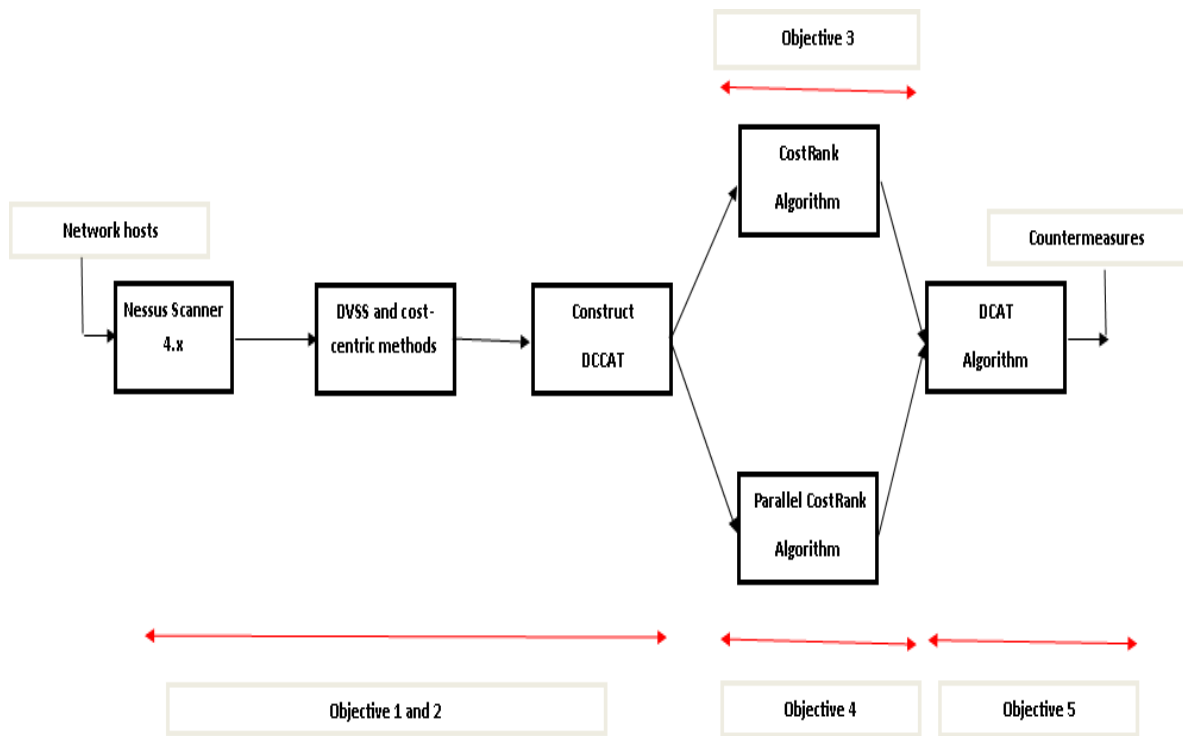 Objective 3
CostRank
Algorithm
Network hosts
Countermeasures
Nessus Scanner
4.x
DVSS and cost-
centric methods
Construct
DCCAT
DCAT
Algorithm
Parallel CostRank
Algorithm
Objective 1 and 2
Objective 4
Objective 5